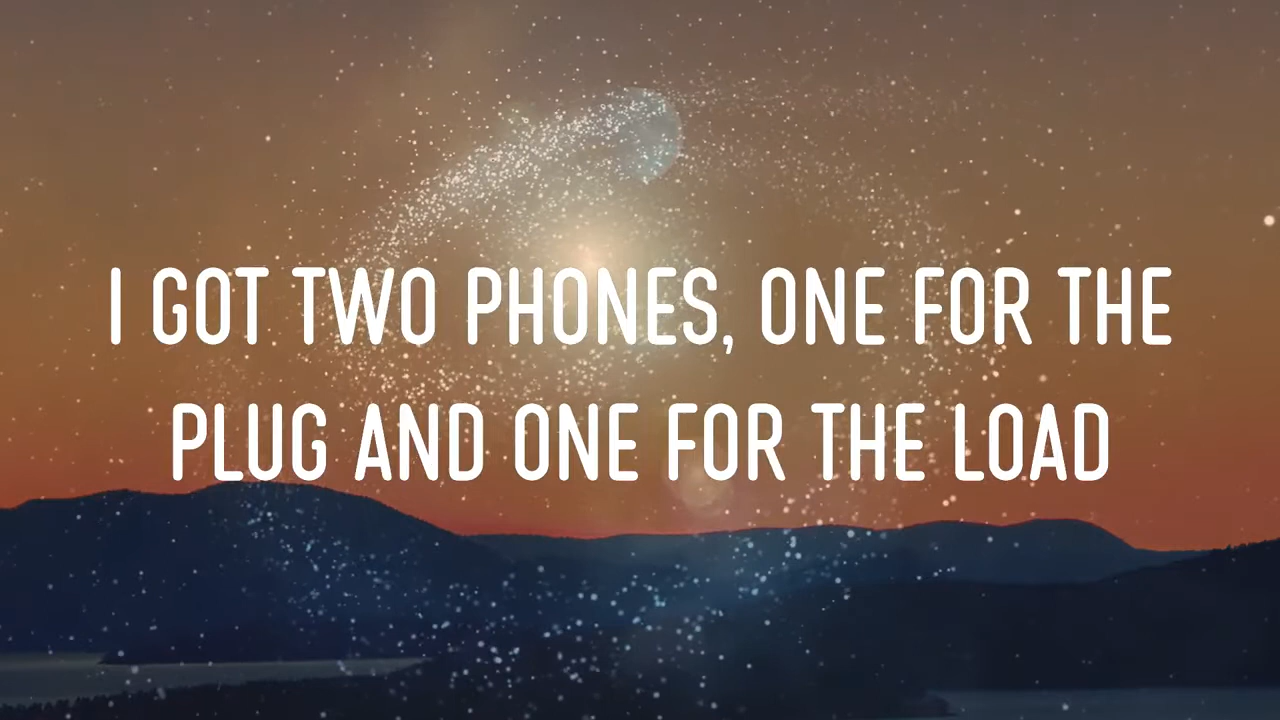 I GOT TWO PHONES, ONE FOR THE
PLUG AND ONE FOR THE LOAD